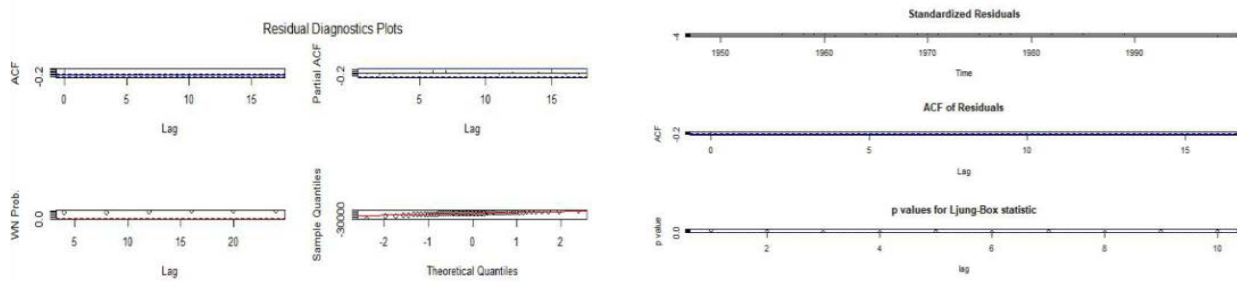 Residual Diagnostics Plots
ACF
-0.2
0 5 10 15
Lag
Partial ACF
-0.2
5 10 15
Lag
WN Prob.
0.0
5 10 15 20
Lag
Sample Quantiles
-30000
-2 -1 0 1 2
Theoretical Quantiles
Standardized Residuals
-4
1950 1960 1970 1980 1990
Time
ACF of Residuals
ACF
-0.2
0 5 10 15
Lag
p values for Ljung-Box statistic
p value
0.0
2 4 6 8 10
lag